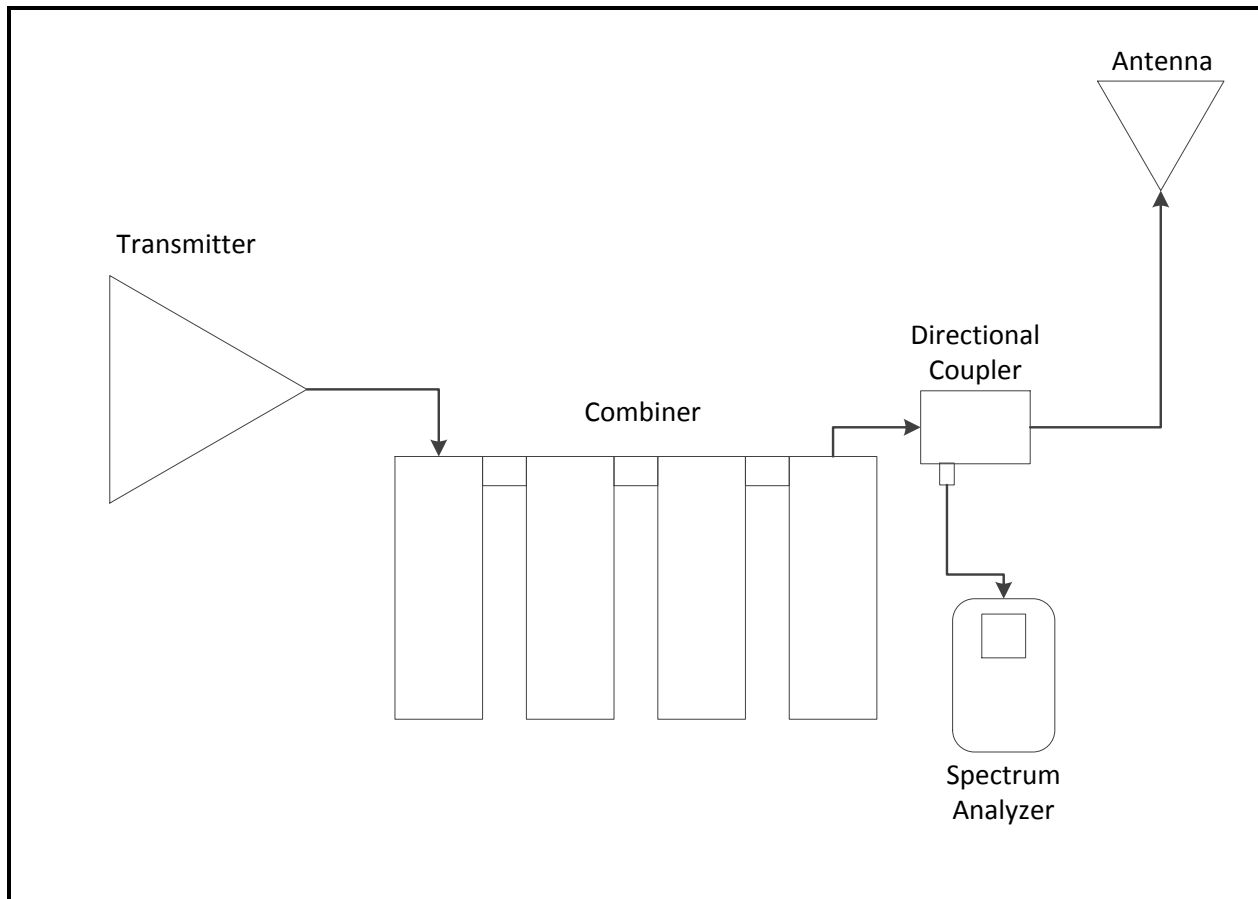 Antenna
Transmitter
Directional
Coupler
Combiner
Spectrum
Analyzer